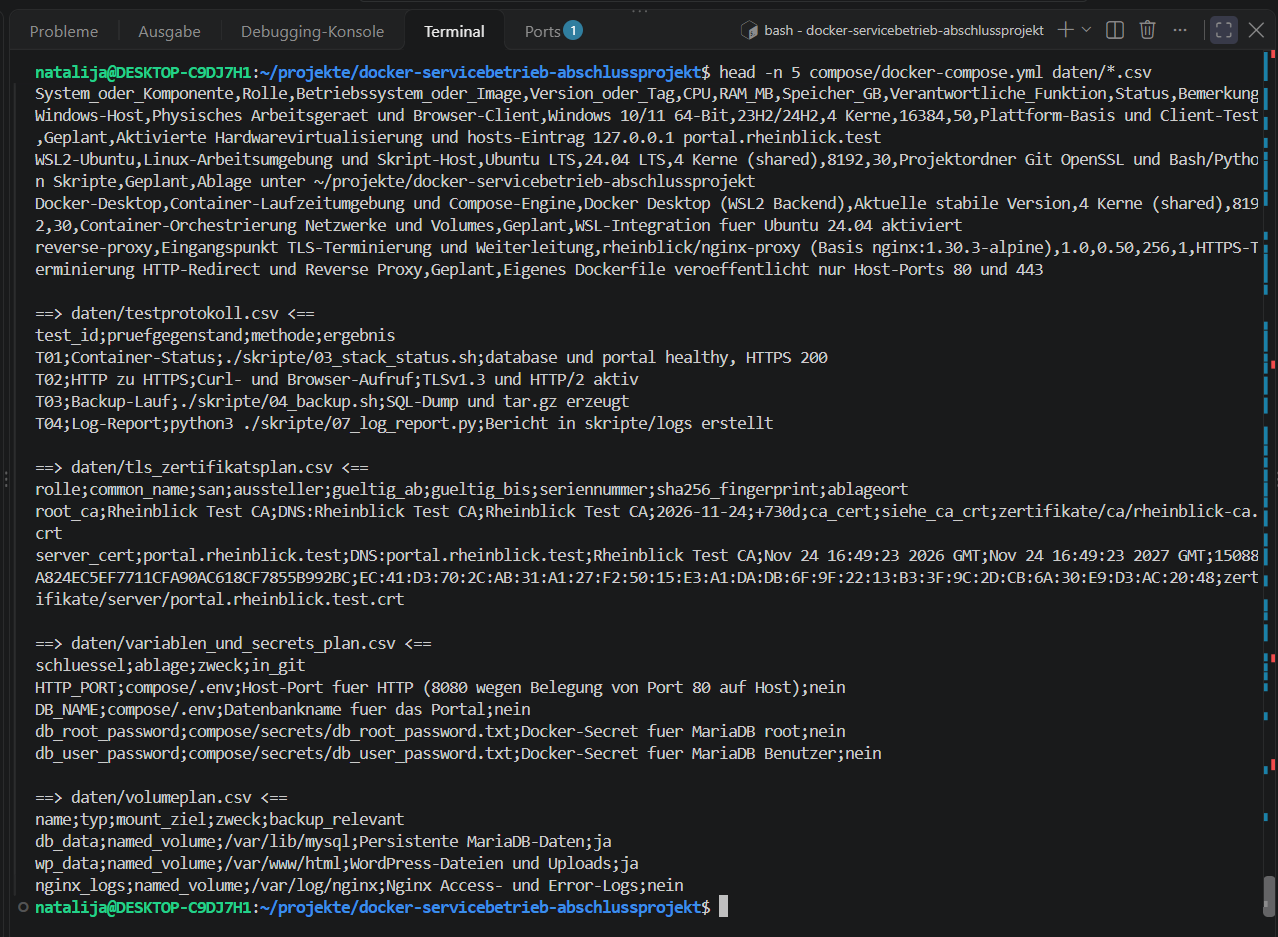 Probleme Ausgabe Debugging-Konsole Terminal Ports 1 bash - docker-servicebetrieb-abschlussprojekt
natalija@DESKTOP-C9DJ7H1:~/projekte/docker-servicebetrieb-abschlussprojekt$ head -n 5 compose/docker-compose.yml daten/*.csv
System_oder_Komponente,Rolle,Betriebssystem_oder_Image,Version_oder_Tag,CPU,RAM_MB,Speicher_GB,Verantwortliche_Funktion,Status,Bemerkung
Windows-Host,Physisches Arbeitsgeraet und Browser-Client,Windows 10/11 64-Bit,23H2/24H2,4 Kerne,16384,50,Plattform-Basis und Client-Test
,Geplant,Aktivierte Hardwarevirtualisierung und hosts-Eintrag 127.0.0.1 portal.rheinblick.test
WSL2-Ubuntu,Linux-Arbeitsumgebung und Skript-Host,Ubuntu LTS,24.04 LTS,4 Kerne (shared),8192,30,Projektordner Git OpenSSL und Bash/Pytho
n Skripte,Geplant,Ablage unter ~/projekte/docker-servicebetrieb-abschlussprojekt
Docker-Desktop,Container-Laufzeitumgebung und Compose-Engine,Docker Desktop (WSL2 Backend),Aktuelle stabile Version,4 Kerne (shared),819
2,30,Container-Orchestrierung Netzwerke und Volumes,Geplant,WSL-Integration fuer Ubuntu 24.04 aktiviert
reverse-proxy,Eingangspunkt TLS-Terminierung und Weiterleitung,rheinblick/nginx-proxy (Basis nginx:1.30.3-alpine),1.0,0.50,256,1,HTTPS-T
erminierung HTTP-Redirect und Reverse Proxy,Geplant,Eigenes Dockerfile veroeffentlicht nur Host-Ports 80 und 443
==> daten/testprotokoll.csv <==
test_id;pruefgegenstand;methode;ergebnis
T01;Container-Status;./skripte/03_stack_status.sh;database und portal healthy, HTTPS 200
T02;HTTP zu HTTPS;Curl- und Browser-Aufruf;TLSv1.3 und HTTP/2 aktiv
T03;Backup-Lauf;./skripte/04_backup.sh;SQL-Dump und tar.gz erzeugt
T04;Log-Report;python3 ./skripte/07_log_report.py;Bericht in skripte/logs erstellt
==> daten/tls_zertifikatsplan.csv <==
rolle;common_name;san;aussteller;gueltig_ab;gueltig_bis;seriennummer;sha256_fingerprint;ablageort
root_ca;Rheinblick Test CA;DNS:Rheinblick Test CA;Rheinblick Test CA;2026-11-24;+730d;ca_cert;siehe_ca_crt;zertifikate/ca/rheinblick-ca.
crt
server_cert;portal.rheinblick.test;DNS:portal.rheinblick.test;Rheinblick Test CA;Nov 24 16:49:23 2026 GMT;Nov 24 16:49:23 2027 GMT;15088
A824EC5EF7711CFA90AC618CF7855B992BC;EC:41:D3:70:2C:AB:31:A1:27:F2:50:15:E3:A1:DA:DB:6F:9F:22:13:B3:3F:9C:2D:CB:6A:30:E9:D3:AC:20:48;zert
ifikate/server/portal.rheinblick.test.crt
==> daten/variablen_und_secrets_plan.csv <==
schluessel;ablage;zweck;in_git
HTTP_PORT;compose/.env;Host-Port fuer HTTP (8080 wegen Belegung von Port 80 auf Host);nein
DB_NAME;compose/.env;Datenbankname fuer das Portal;nein
db_root_password;compose/secrets/db_root_password.txt;Docker-Secret fuer MariaDB root;nein
db_user_password;compose/secrets/db_user_password.txt;Docker-Secret fuer MariaDB Benutzer;nein
==> daten/volumeplan.csv <==
name;typ;mount_ziel;zweck;backup_relevant
db_data;named_volume;/var/lib/mysql;Persistente MariaDB-Daten;ja
wp_data;named_volume;/var/www/html;WordPress-Dateien und Uploads;ja
nginx_logs;named_volume;/var/log/nginx;Nginx Access- und Error-Logs;nein
natalija@DESKTOP-C9DJ7H1:~/projekte/docker-servicebetrieb-abschlussprojekt$